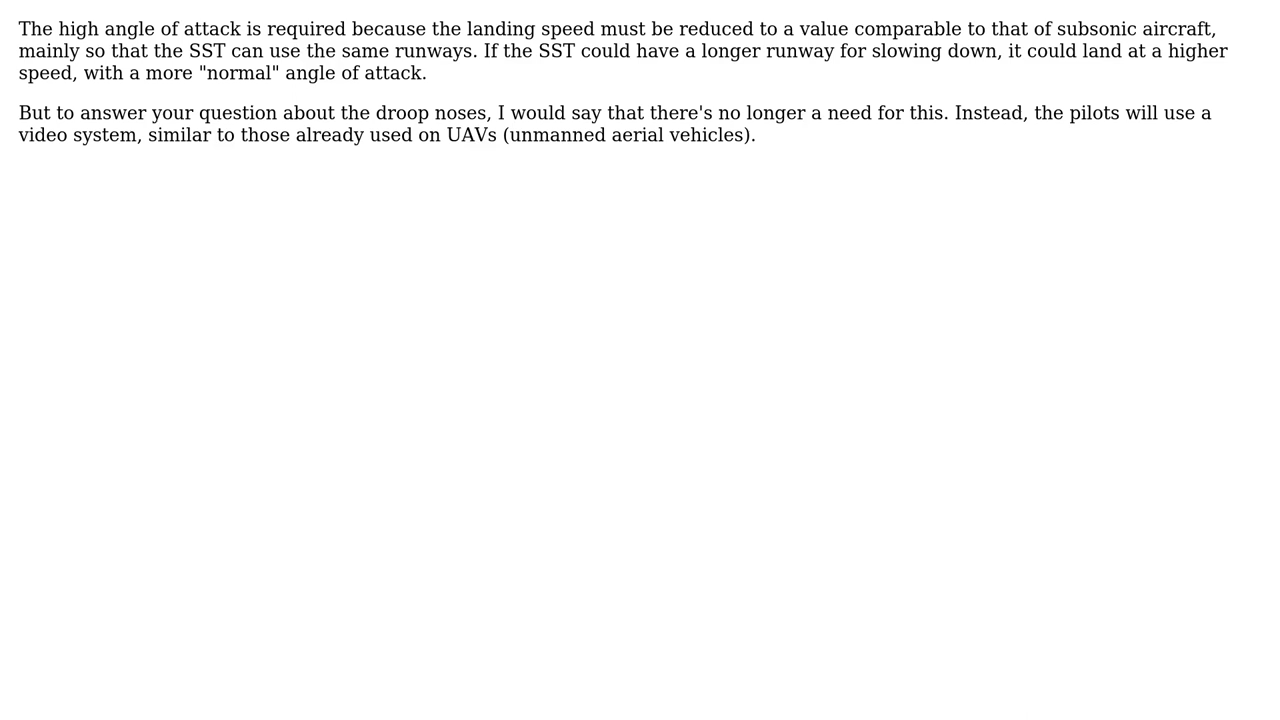 The high angle of attack is required because the landing speed must be reduced to a value comparable to that of subsonic aircraft,
mainly so that the SST can use the same runways. If the SST could have a longer runway for slowing down, it could land at a higher
speed, with a more "normal" angle of attack.
But to answer your question about the droop noses, I would say that there's no longer a need for this. Instead, the pilots will use a
video system, similar to those already used on UAVs (unmanned aerial vehicles).